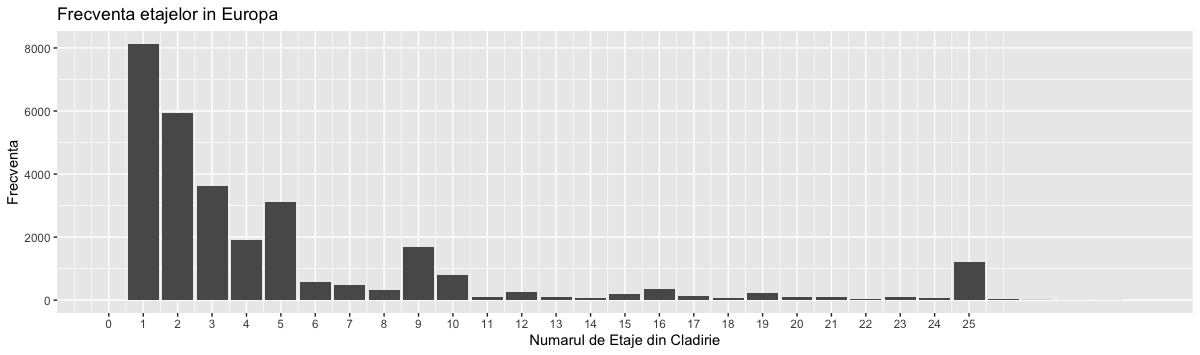 Frecventa etajelor in Europa
Frecventa
8000
6000
4000
2000
0
0 1 2 3 4 5 6 7 8 9 10 11 12 13 14 15 16 17 18 19 20 21 22 23 24 25
Numarul de Etaje din Cladirie